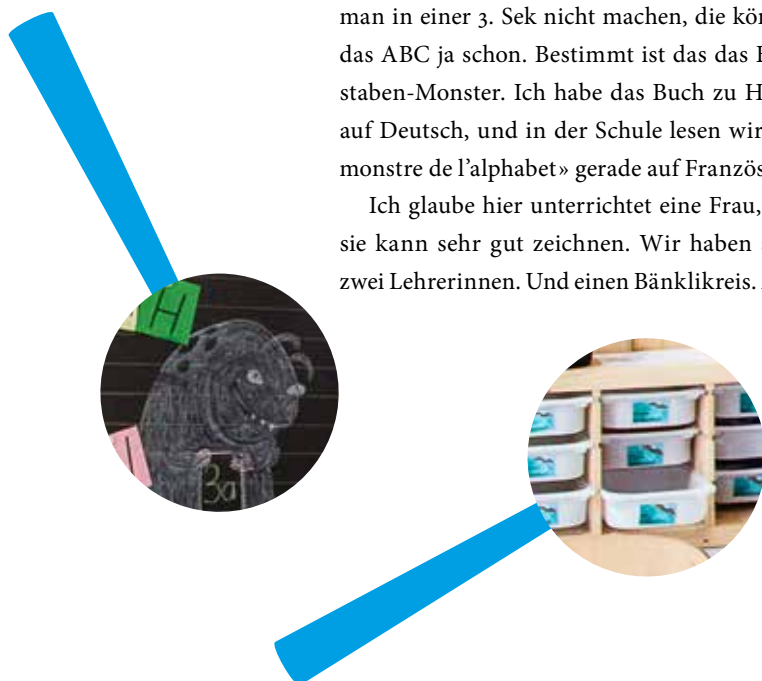 man in einer 3. Sek nicht machen, die kön
das ABC ja schon. Bestimmt ist das das
staben-Monster. Ich habe das Buch zu H
auf Deutsch, und in der Schule lesen wir
monstre de l'alphabet» gerade auf Französ
Ich glaube hier unterrichtet eine Frau,
sie kann sehr gut zeichnen. Wir haben
zwei Lehrerinnen. Und einen Bänklikreis.
H
3a